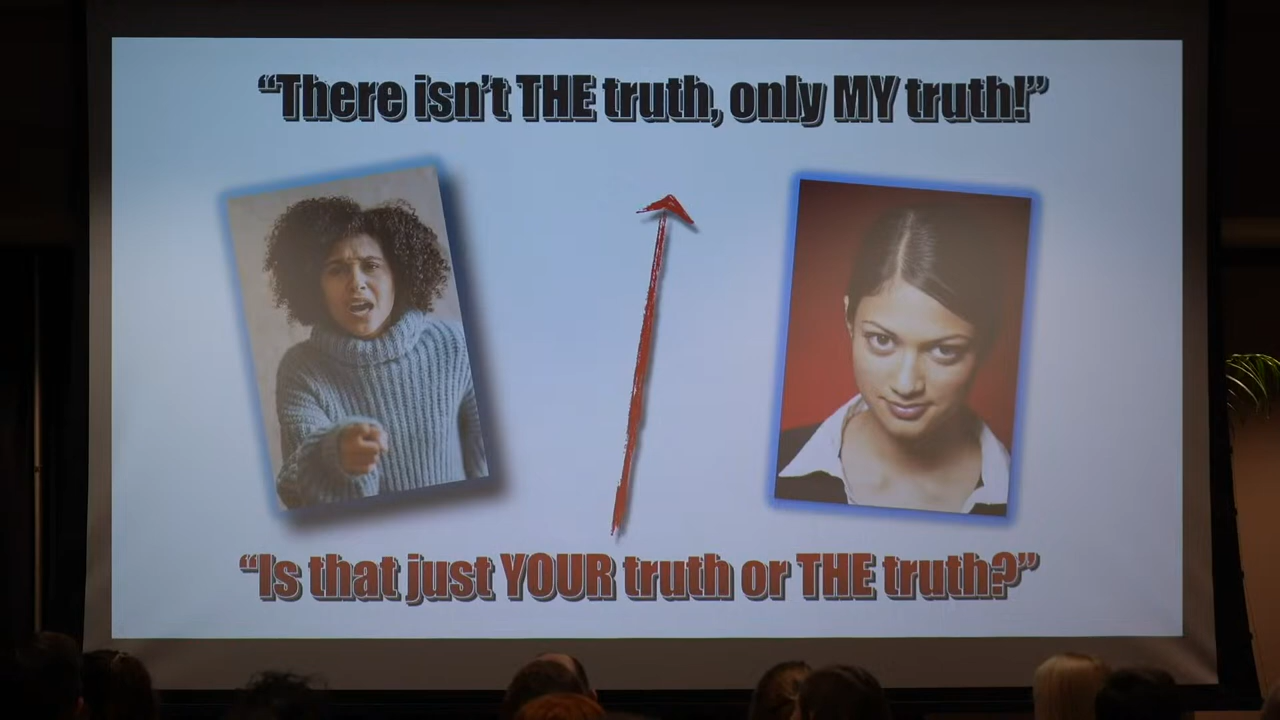 “There isn’t THE truth, only MY truth!”
“Is that just YOUR truth or THE truth?”